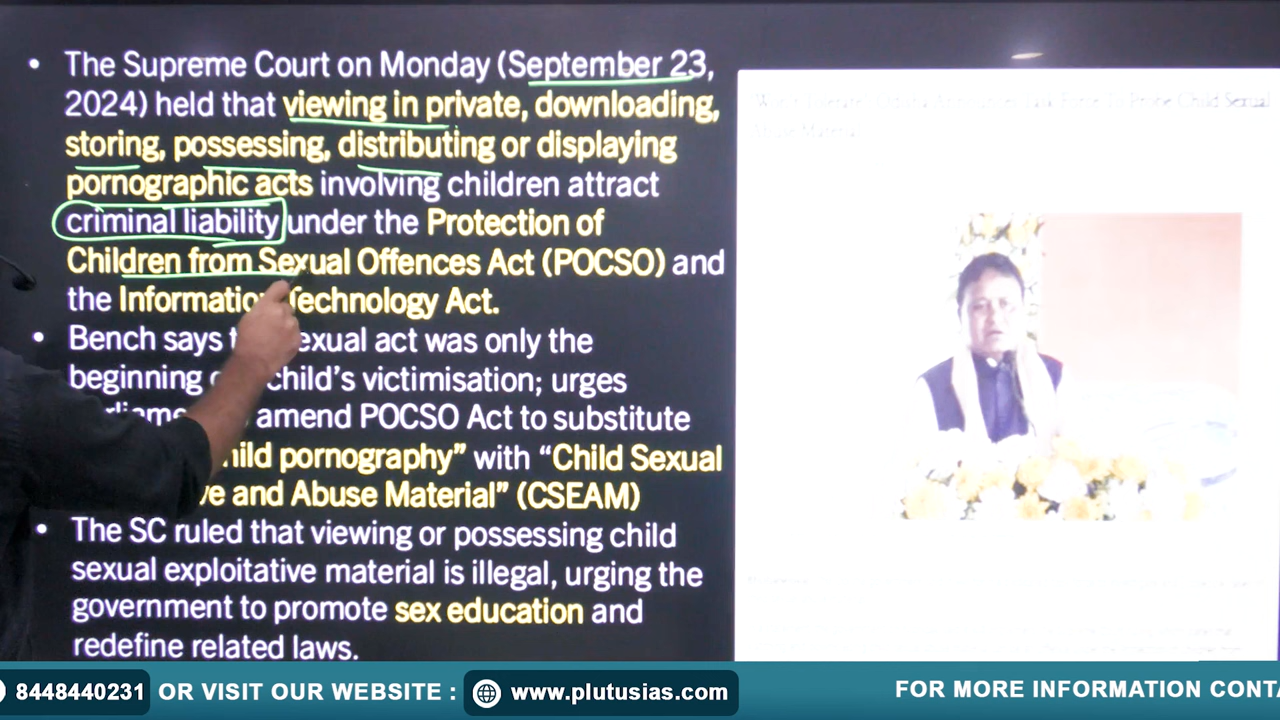 • The Supreme Court on Monday (September 23,
2024) held that viewing in private, downloading,
storing, possessing, distributing or displaying
pornographic acts involving children attract
criminal liability under the Protection of
Children from Sexual Offences Act (POCSO) and
the Information Technology Act.
• Bench says exual act was only the
beginning child's victimisation; urges
amend POCSO Act to substitute
hild pornography” with “Child Sexual
ve and Abuse Material” (CSEAM)
• The SC ruled that viewing or possessing child
sexual exploitative material is illegal, urging the
government to promote sex education and
redefine related laws.
Child Sexual
8448440231 OR VISIT OUR WEBSITE : www.plutusias.com FOR MORE INFORMATION CONTA